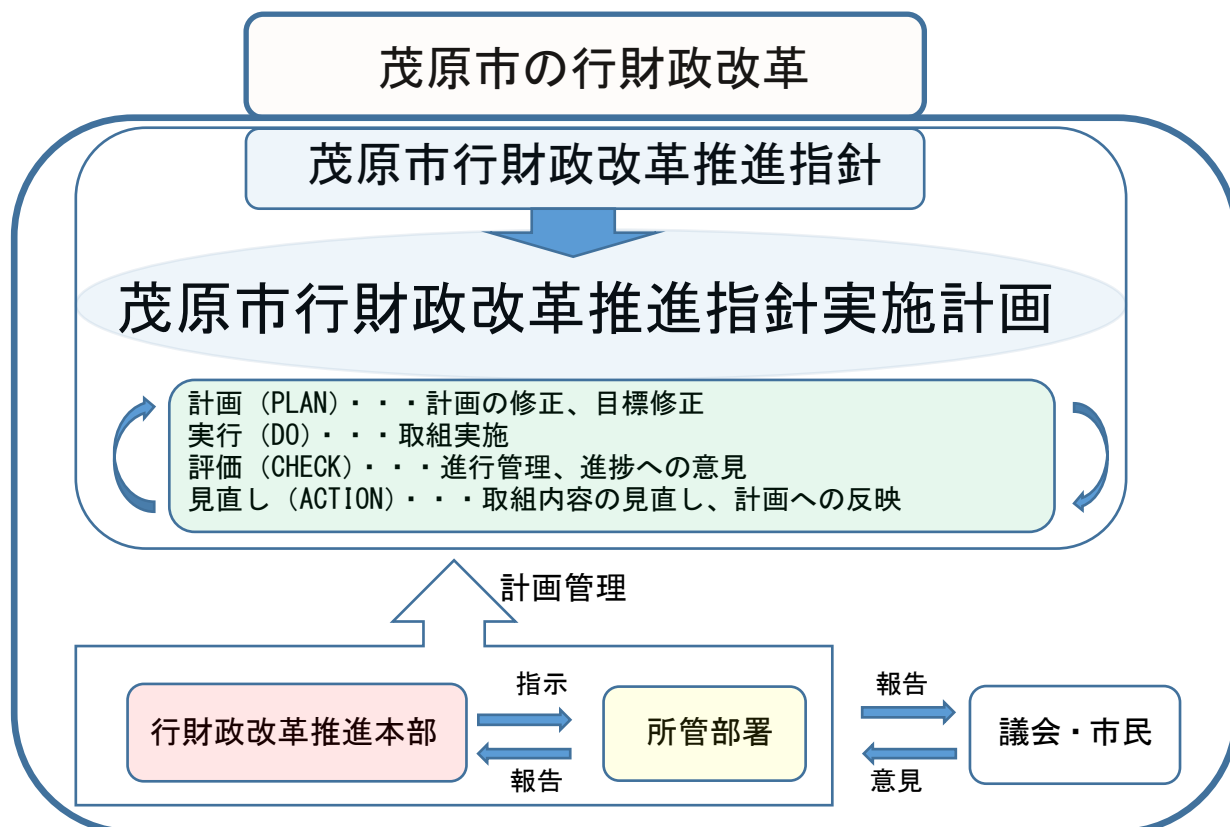 茂原市の行財政改革
茂原市行財政改革推進指針
茂原市行財政改革推進指針実施計画
計画（PLAN）・・・計画の修正、目標修正
実行（DO）・・・取組実施
評価（CHECK）・・・進行管理、進捗への意見
見直し（ACTION）・・・取組内容の見直し、計画への反映
計画管理
指示
報告
行財政改革推進本部
所管部署
議会・市民
報告
意見